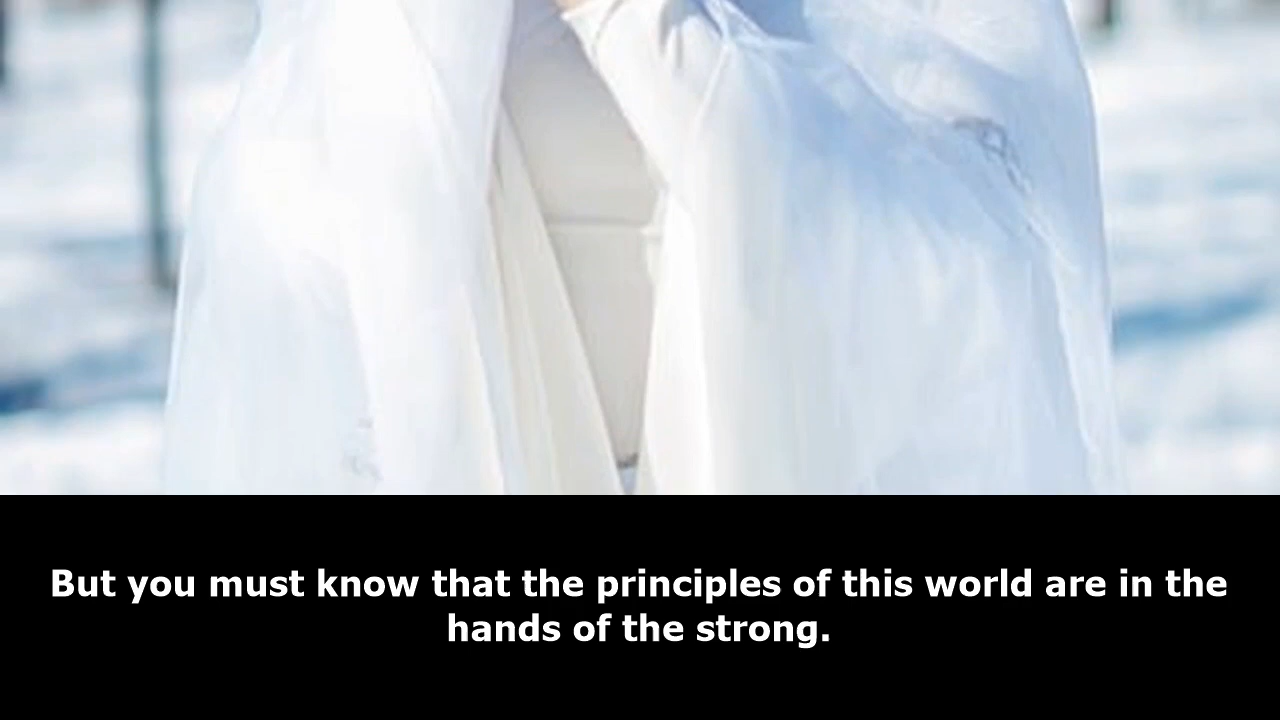 But you must know that the principles of this world are in the
hands of the strong.